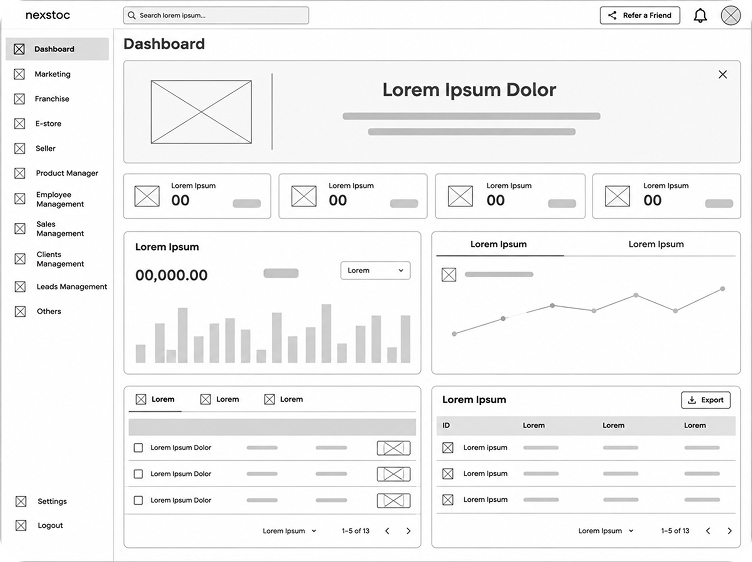 nexstoc
Search lorem ipsum...
Refer a Friend
Dashboard
Marketing
Franchise
E-store
Seller
Product Manager
Employee
Management
Sales
Management
Clients
Management
Leads Management
Others
Settings
Logout
Dashboard
Lorem Ipsum Dolor
Lorem Ipsum
00
Lorem Ipsum
00
Lorem Ipsum
00
Lorem Ipsum
00
Lorem Ipsum
00,000.00
Lorem
Lorem Ipsum
Lorem Ipsum
Lorem
Lorem
Lorem
Lorem Ipsum Dolor
Lorem Ipsum Dolor
Lorem Ipsum Dolor
Lorem Ipsum
1–5 of 13
Lorem Ipsum
Export
ID
Lorem
Lorem
Lorem
Lorem ipsum
Lorem Ipsum
Lorem Ipsum
Lorem Ipsum
1–5 of 13